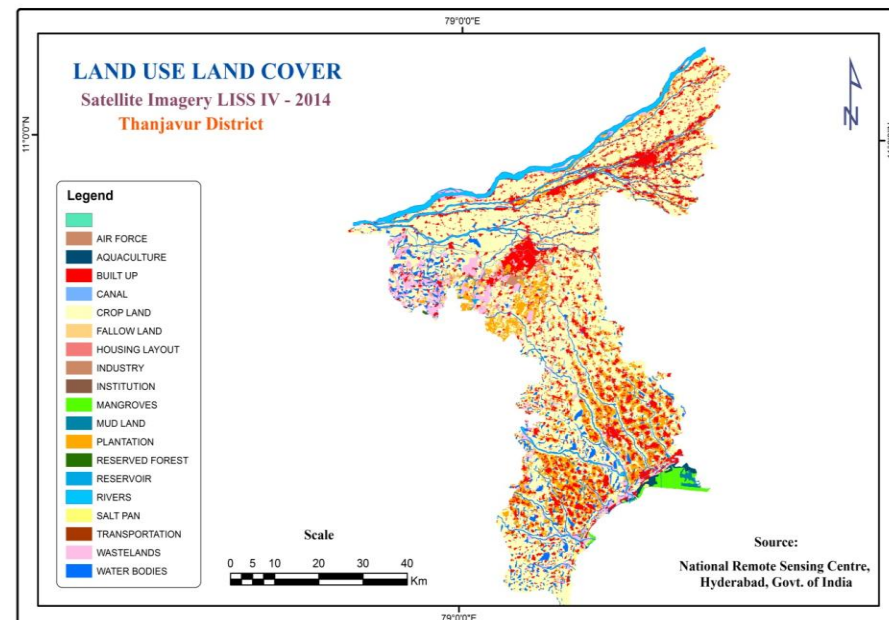 79°0'0"E
LAND USE LAND COVER
Satellite Imagery LISS IV - 2014
Thanjavur District
N
11°0'0"N
Legend
AIR FORCE
AQUACULTURE
BUILT UP
CANAL
CROP LAND
FALLOW LAND
HOUSING LAYOUT
INDUSTRY
INSTITUTION
MANGROVES
MUD LAND
PLANTATION
RESERVED FOREST
RESERVOIR
RIVERS
SALT PAN
TRANSPORTATION
WASTELANDS
WATER BODIES
Scale
0 5 10 20 30 40
Km
Source:
National Remote Sensing Centre,
Hyderabad, Govt. of India
79°0'0"E